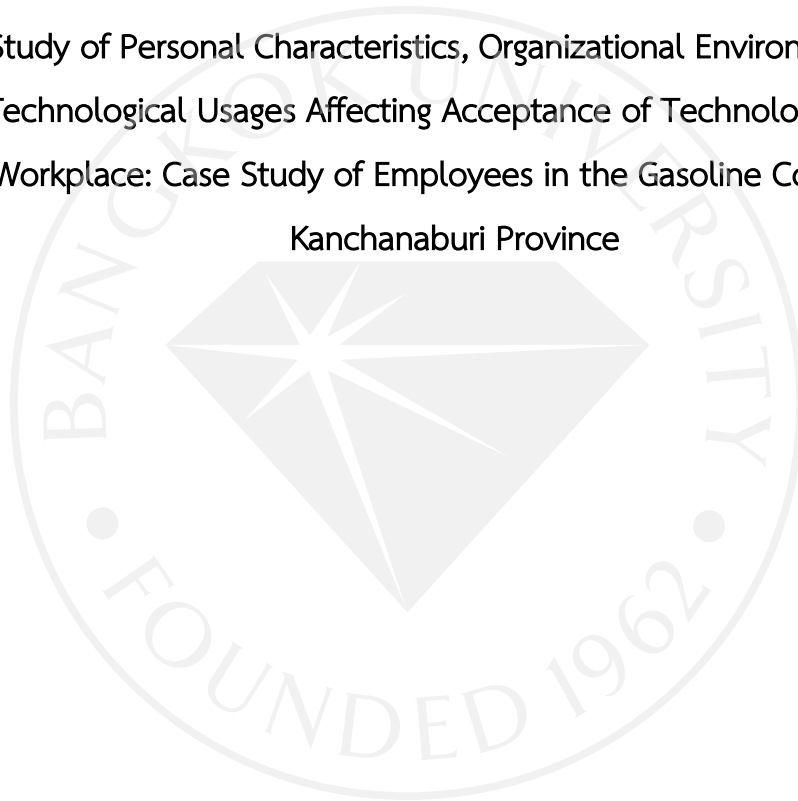 Study of Personal Characteristics, Organizational Environ
Technological Usages Affecting Acceptance of Technolo
Workplace: Case Study of Employees in the Gasoline Co
Kanchanaburi Province
BANGKOK UNIVERSITY
FOUNDED 1962